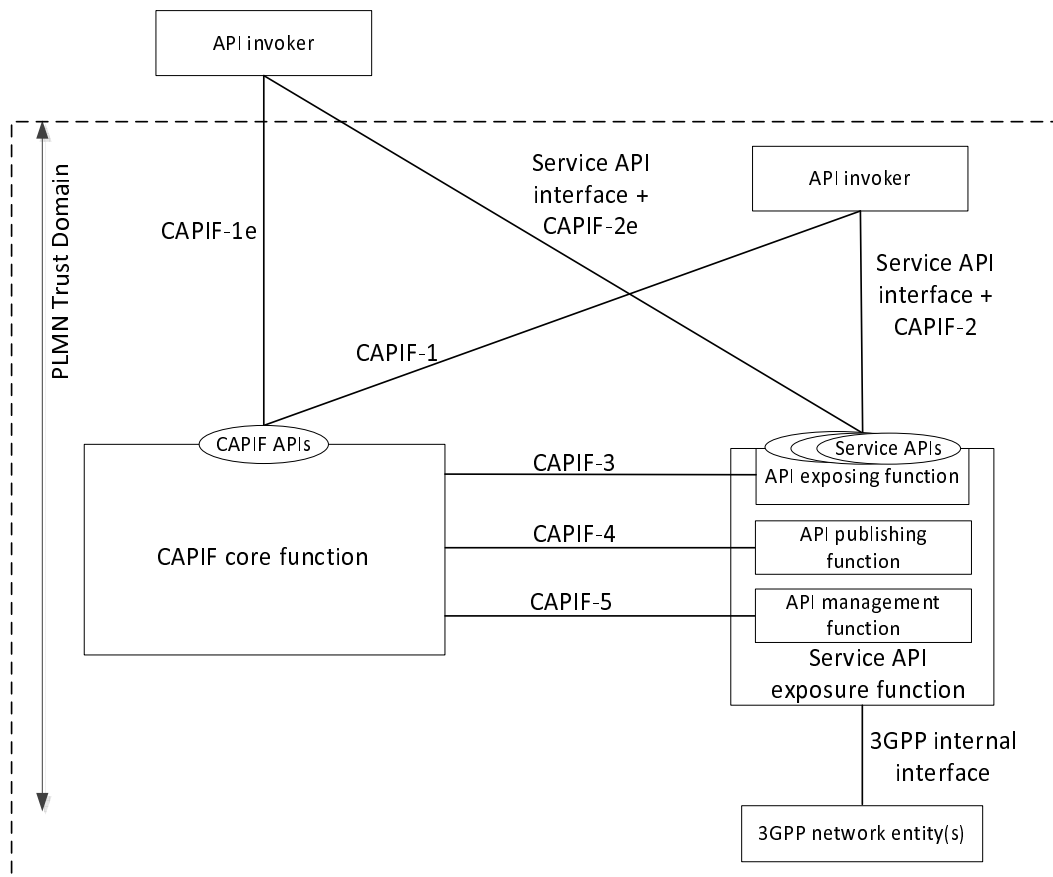 API invoker
PLMN Trust Domain
Service API
interface +
CAPIF-2e
API invoker
CAPIF-1e
Service API
interface +
CAPIF-2
CAPIF-1
CAPIF APIs
Service APIs
CAPIF-3
API exposing function
CAPIF core function
CAPIF-4
API publishing
function
CAPIF-5
API management
function
Service API
exposure function
3GPP internal
interface
3GPP network entity(s)